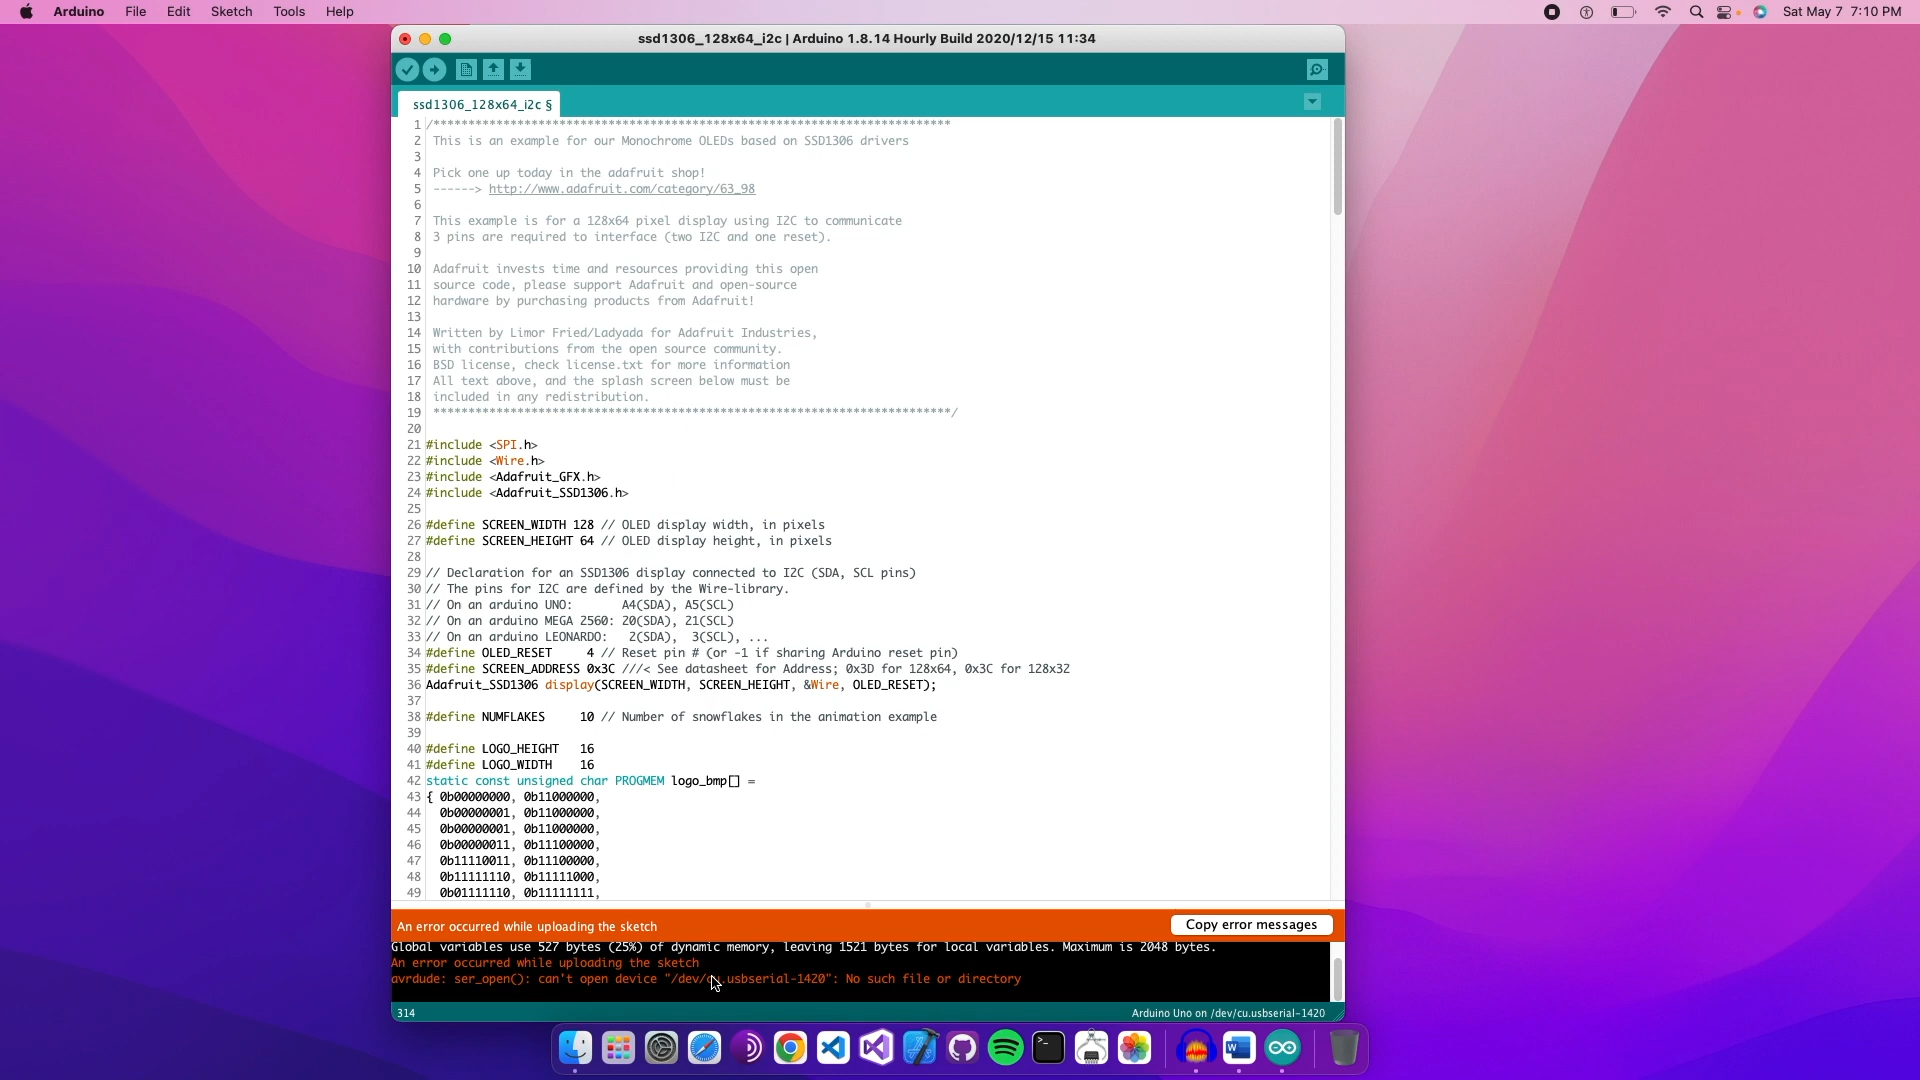 Arduino File Edit Sketch Tools Help Sat May 7 7:10 PM
ssd1306_128x64_i2c | Arduino 1.8.14 Hourly Build 2020/12/15 11:34
ssd1306_128x64_i2c §
1 /**************************************************************************
2 This is an example for our Monochrome OLEDs based on SSD1306 drivers
3
4 Pick one up today in the adafruit shop!
5 ------> http://www.adafruit.com/category/63_98
6
7 This example is for a 128x64 pixel display using I2C to communicate
8 3 pins are required to interface (two I2C and one reset).
9
10 Adafruit invests time and resources providing this open
11 source code, please support Adafruit and open-source
12 hardware by purchasing products from Adafruit!
13
14 Written by Limor Fried/Ladyada for Adafruit Industries,
15 with contributions from the open source community.
16 BSD license, check license.txt for more information
17 All text above, and the splash screen below must be
18 included in any redistribution.
19 **************************************************************************/
20
21 #include <SPI.h>
22 #include <Wire.h>
23 #include <Adafruit_GFX.h>
24 #include <Adafruit_SSD1306.h>
25
26 #define SCREEN_WIDTH 128 // OLED display width, in pixels
27 #define SCREEN_HEIGHT 64 // OLED display height, in pixels
28
29 // Declaration for an SSD1306 display connected to I2C (SDA, SCL pins)
30 // The pins for I2C are defined by the Wire-library.
31 // On an arduino UNO:       A4(SDA), A5(SCL)
32 // On an arduino MEGA 2560: 20(SDA), 21(SCL)
33 // On an arduino LEONARDO:   2(SDA),  3(SCL), ...
34 #define OLED_RESET     4 // Reset pin # (or -1 if sharing Arduino reset pin)
35 #define SCREEN_ADDRESS 0x3C ///< See datasheet for Address; 0x3D for 128x64, 0x3C for 128x32
36 Adafruit_SSD1306 display(SCREEN_WIDTH, SCREEN_HEIGHT, &Wire, OLED_RESET);
37
38 #define NUMFLAKES     10 // Number of snowflakes in the animation example
39
40 #define LOGO_HEIGHT   16
41 #define LOGO_WIDTH    16
42 static const unsigned char PROGMEM logo_bmp[] =
43 { 0b00000000, 0b11000000,
44   0b00000001, 0b11000000,
45   0b00000001, 0b11000000,
46   0b00000011, 0b11100000,
47   0b11110011, 0b11100000,
48   0b11111110, 0b11111000,
49   0b01111110, 0b11111111,
An error occurred while uploading the sketch Copy error messages
Global variables use 527 bytes (25%) of dynamic memory, leaving 1521 bytes for local variables. Maximum is 2048 bytes.
An error occurred while uploading the sketch
avrdude: ser_open(): can't open device "/dev/cu.usbserial-1420": No such file or directory
314 Arduino Uno on /dev/cu.usbserial-1420